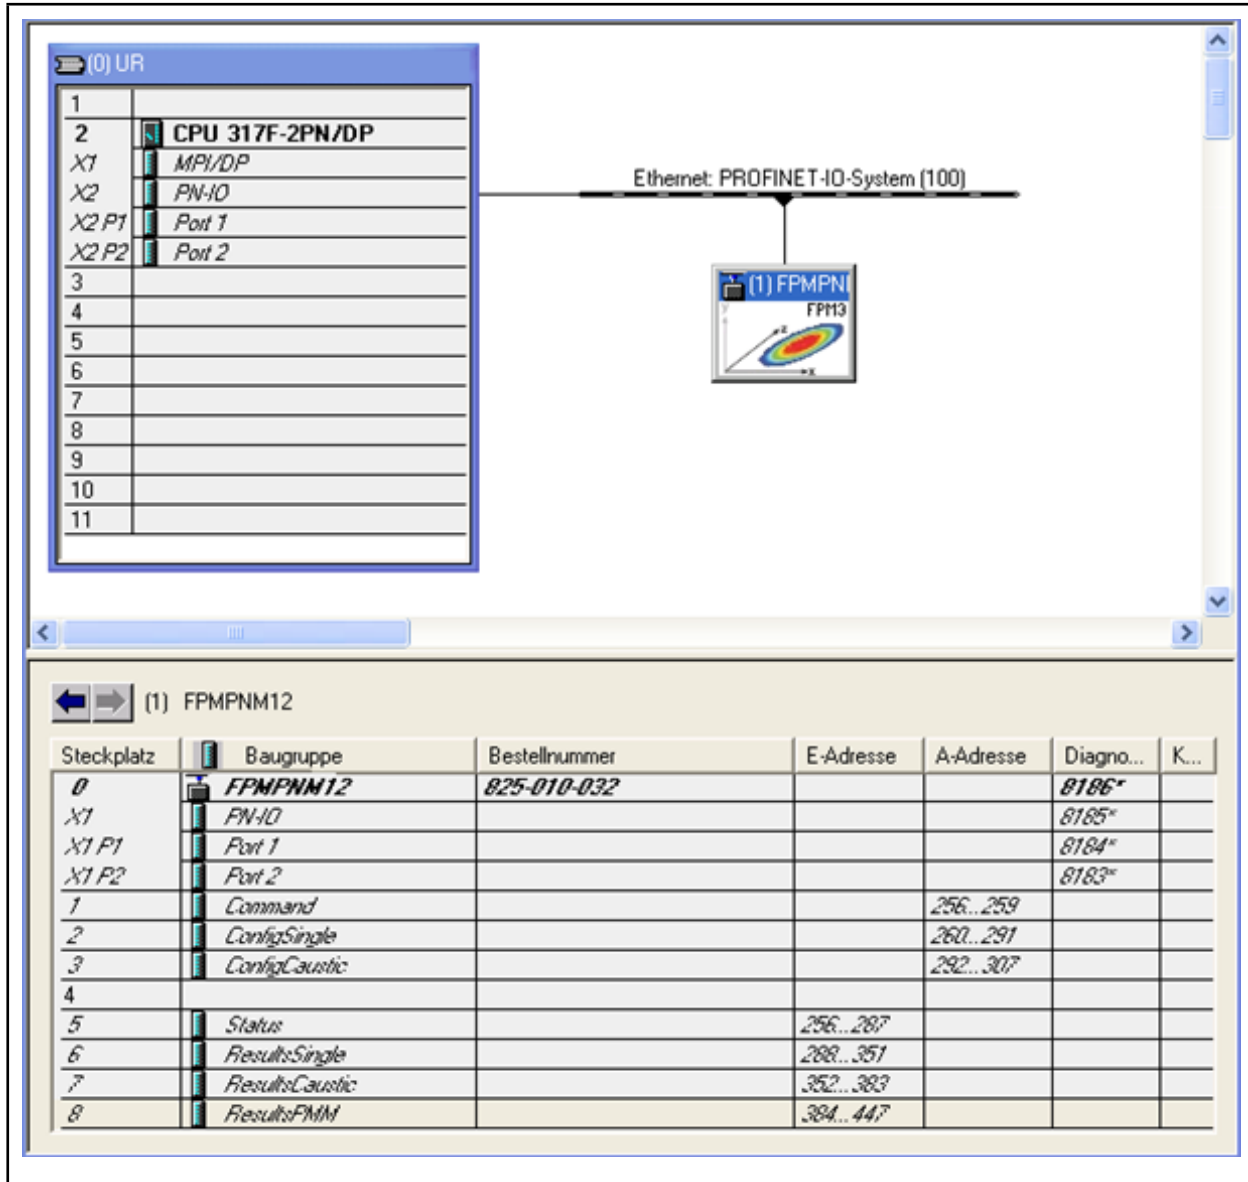 (0) UR
1
2 CPU 317F-2PN/DP
X1 MPI/DP
X2 PN-IO
X2 P1 Port 1
X2 P2 Port 2
3
4
5
6
7
8
9
10
11
Ethernet: PROFINET-IO-System (100)
(1) FPMPN
FPM3
y
z
x
(1) FPMPNM12
Steckplatz Baugruppe Bestellnummer E-Adresse A-Adresse Diagno... K...
0 FPMPNM12 825-010-032 8186*
X1 PN-IO 8185*
X1 P1 Port 1 8184*
X1 P2 Port 2 8183*
1 Command 256...259
2 ConfigSingle 260...291
3 ConfigCaustic 292...307
4
5 Status 256...287
6 ResultsSingle 288...351
7 ResultsCaustic 352...383
8 ResultsPMM 384...447